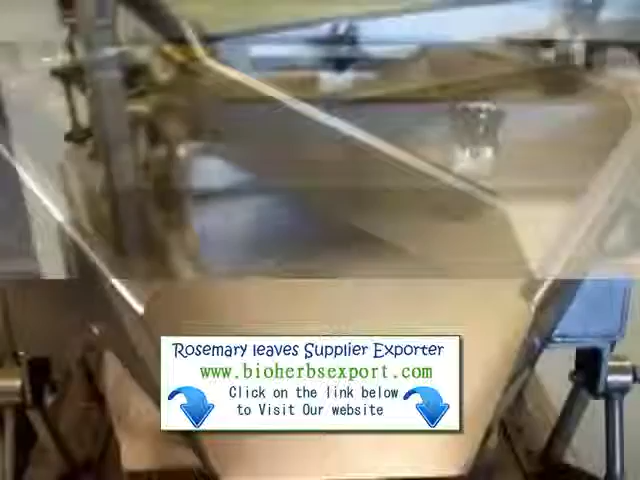 Rosemary leaves Supplier Exporter
www.bioherbsexport.com
Click on the link below
to Visit Our website